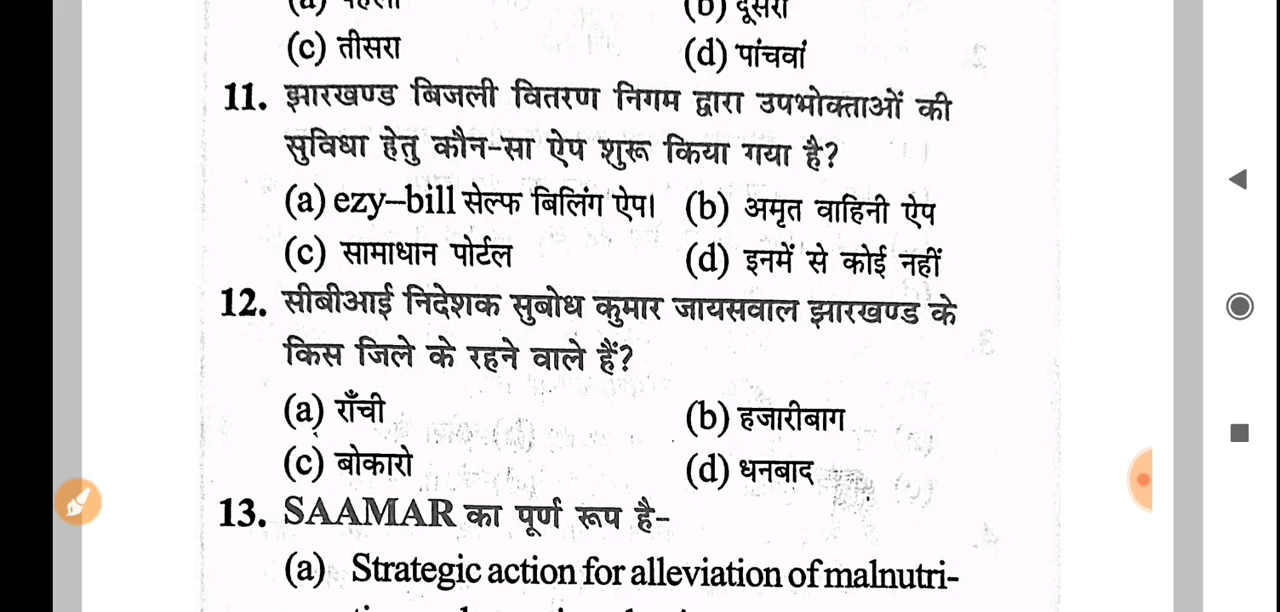 (c) तीसरा (d) पांचवां
11. झारखण्ड बिजली वितरण निगम द्वारा उपभोक्ताओं की
सुविधा हेतु कौन-सा ऐप शुरू किया गया है?
(a) ezy–bill सेल्फ बिलिंग ऐप। (b) अमृत वाहिनी ऐप
(c) सामाधान पोर्टल (d) इनमें से कोई नहीं
12. सीबीआई निदेशक सुबोध कुमार जायसवाल झारखण्ड के
किस जिले के रहने वाले हैं?
(a) राँची (b) हजारीबाग
(c) बोकारो (d) धनबाद
13. SAAMAR का पूर्ण रूप है-
(a) Strategic action for alleviation of malnutri-